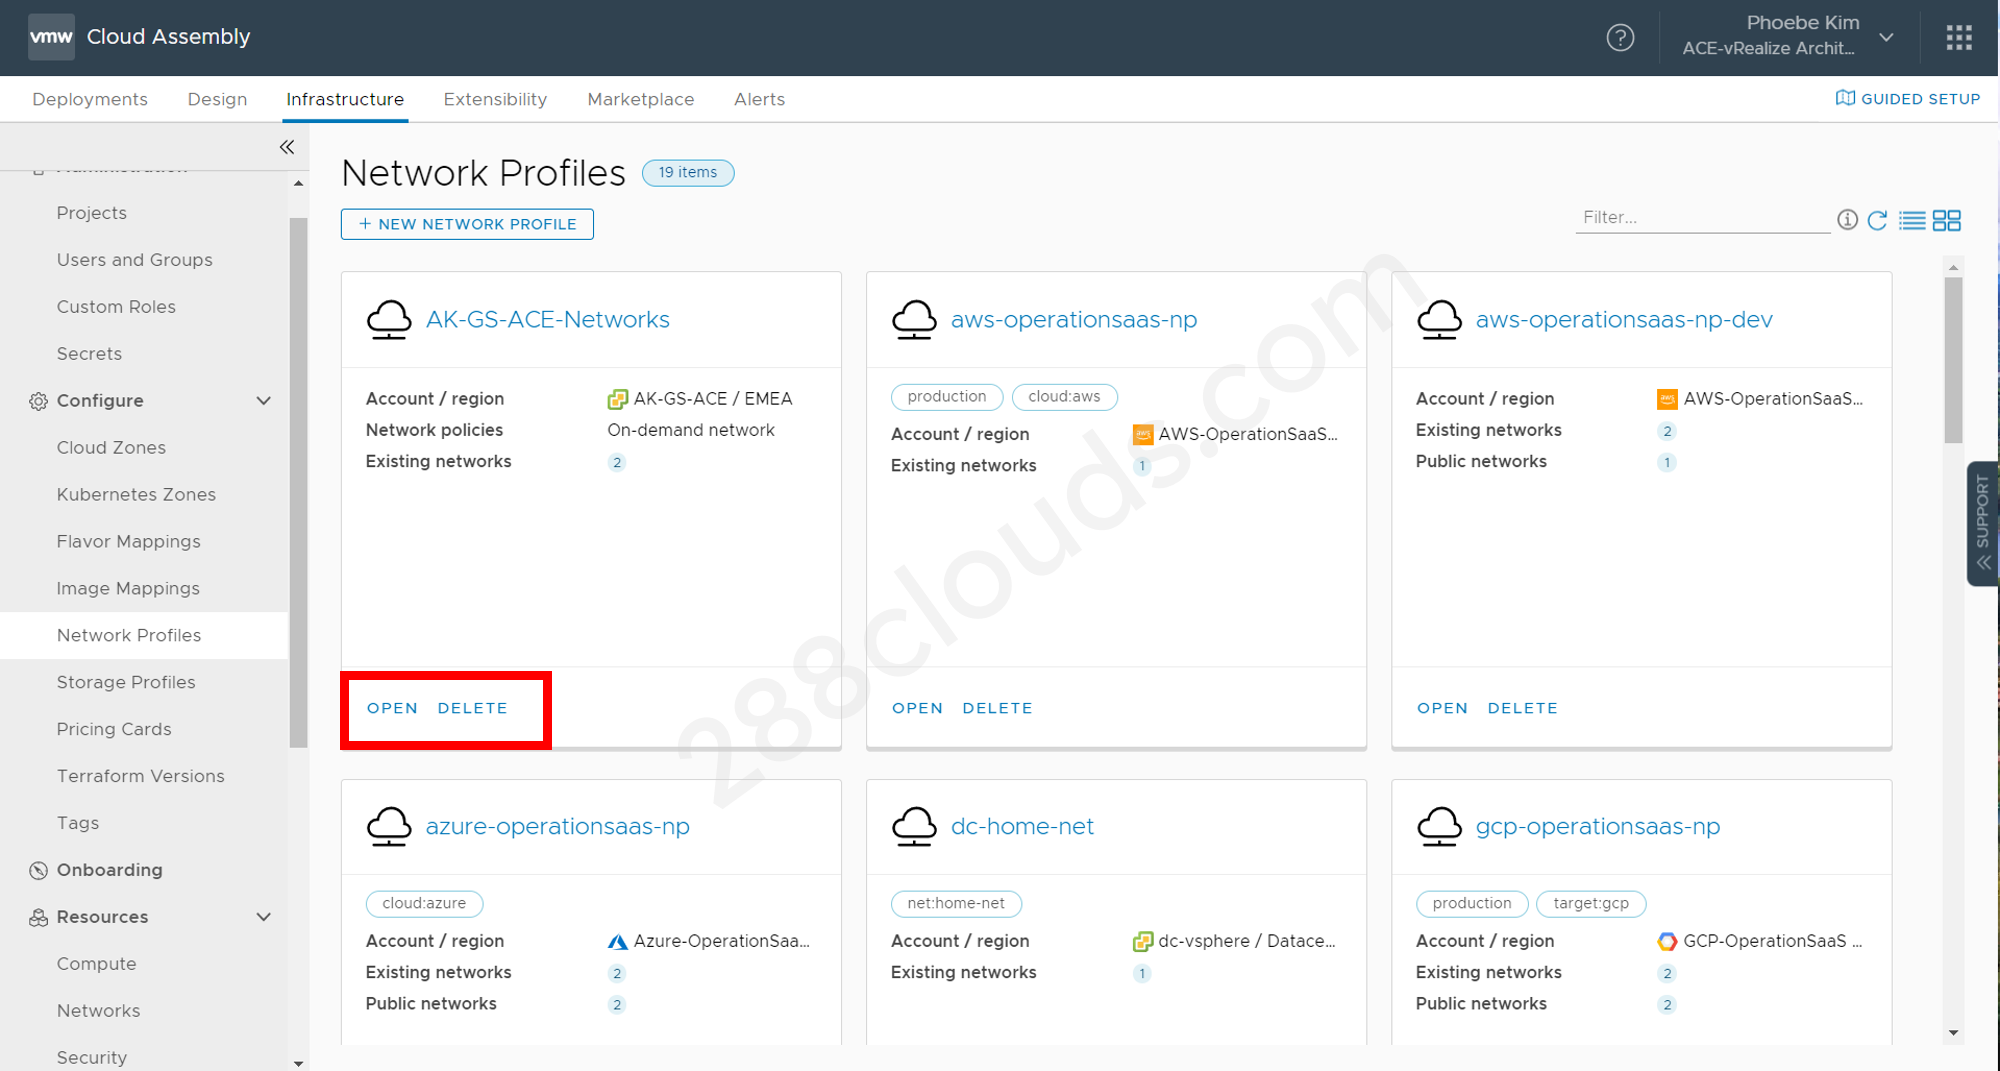 vmw Cloud Assembly
Phoebe Kim
ACE-vRealize Archit...
Deployments Design Infrastructure Extensibility Marketplace Alerts
GUIDED SETUP
Administration
Projects
Users and Groups
Custom Roles
Secrets
Configure
Cloud Zones
Kubernetes Zones
Flavor Mappings
Image Mappings
Network Profiles
Storage Profiles
Pricing Cards
Terraform Versions
Tags
Onboarding
Resources
Compute
Networks
Security
Network Profiles 19 items
+ NEW NETWORK PROFILE
Filter...
AK-GS-ACE-Networks
Account / region AK-GS-ACE / EMEA
Network policies On-demand network
Existing networks 2
OPEN DELETE
aws-operationsaas-np
production cloud:aws
Account / region aws AWS-OperationSaaS...
Existing networks 1
OPEN DELETE
aws-operationsaas-np-dev
Account / region aws AWS-OperationSaaS...
Existing networks 2
Public networks 1
OPEN DELETE
azure-operationsaas-np
cloud:azure
Account / region Azure-OperationSaa...
Existing networks 2
Public networks 2
dc-home-net
net:home-net
Account / region dc-vsphere / Datace...
Existing networks 1
gcp-operationsaas-np
production target:gcp
Account / region GCP-OperationSaaS ...
Existing networks 2
Public networks 2
SUPPORT
288clouds.com